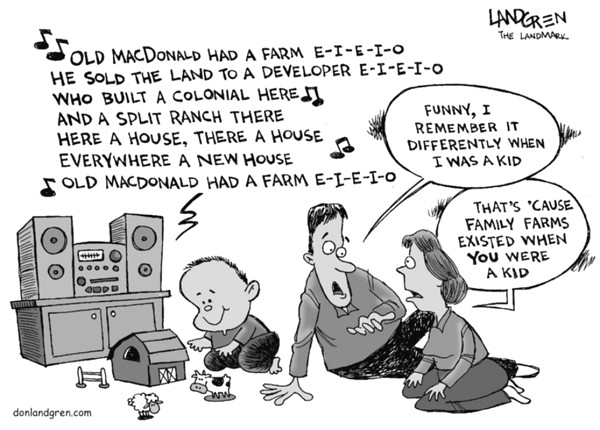 LANDGREN
THE LANDMARK
OLD MACDONALD HAD A FARM E-I-E-I-O
HE SOLD THE LAND TO A DEVELOPER E-I-E-I-O
WHO BUILT A COLONIAL HERE
AND A SPLIT RANCH THERE
HERE A HOUSE, THERE A HOUSE
EVERYWHERE A NEW HOUSE
OLD MACDONALD HAD A FARM E-I-E-I-O
FUNNY, I
REMEMBER IT
DIFFERENTLY WHEN
I WAS A KID
THAT'S 'CAUSE
FAMILY FARMS
EXISTED WHEN
YOU WERE
A KID
donlandgren.com